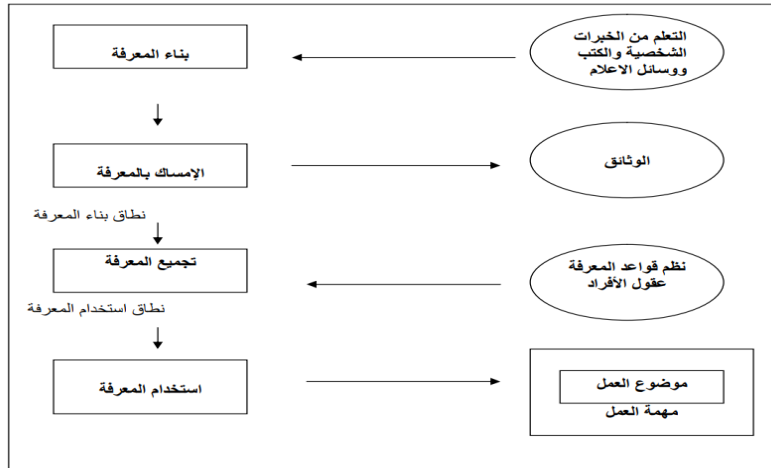 بناء المعرفة
التعلم من الخبرات
الشخصية والكتب
ووسائل الاعلام
الإمساك بالمعرفة
الوثائق
نطاق بناء المعرفة
تجميع المعرفة
نظم قواعد المعرفة
عقول الأفراد
نطاق استخدام المعرفة
استخدام المعرفة
موضوع العمل
مهمة العمل